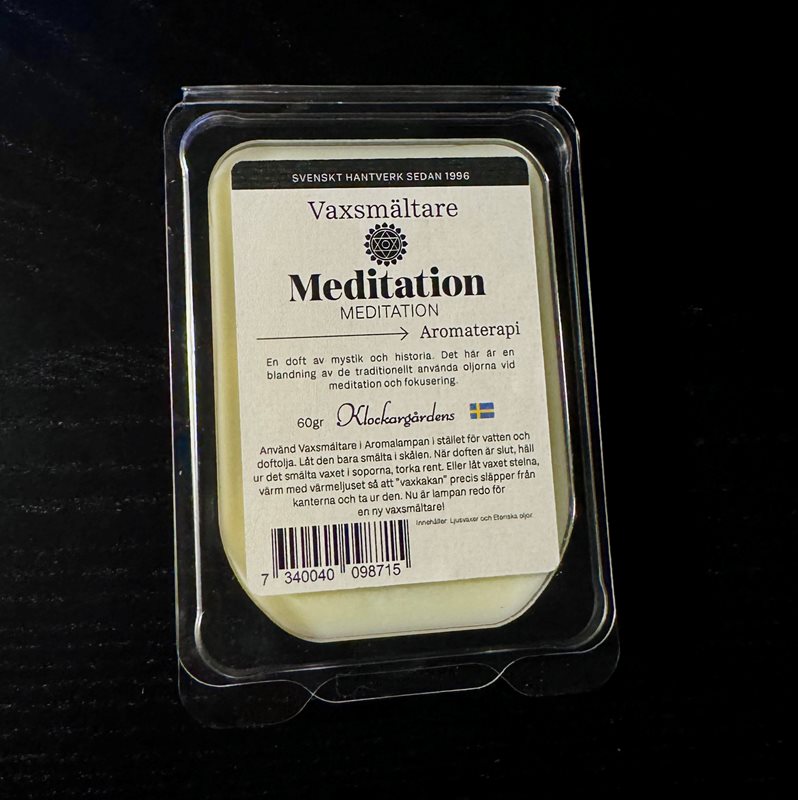 SVENSKT HANTVERK SEDAN 1996
Vaxsmältare
Meditation
MEDITATION
Aromaterapi
En doft av mystik och historia. Det här är en
blandning av de traditionellt använda oljorna vid
meditation och fokusering.
60gr Klockargårdens
Använd Vaxsmältare i Aromalampan i stället för vatten och
doftolja. Låt den bara smälta i skålen. När doften är slut, häll
ur det smälta vaxet i soporna, torka rent. Eller låt vaxet stelna,
värm med värmeljuset så att "vaxkakan" precis släpper från
kanterna och ta ur den. Nu är lampan redo för
en ny vaxsmältare!
Innehåller: Ljusvaxer och Eteriska oljor.
7 340040 098715